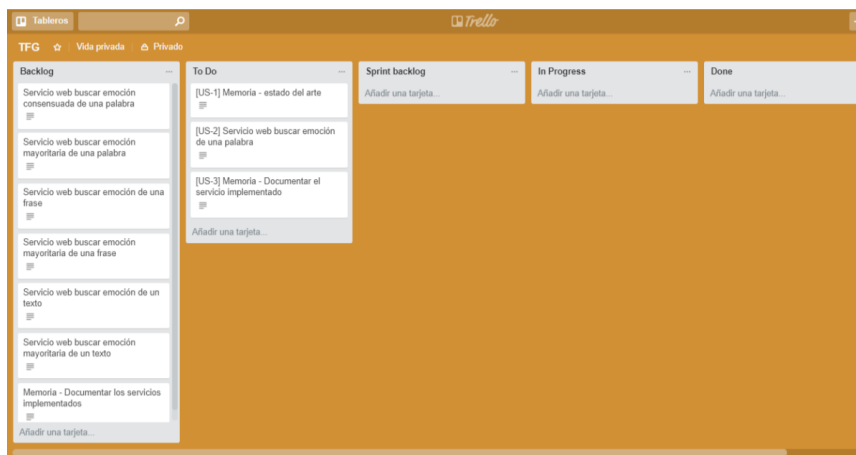 Tableros
Trello
TFG
Vida privada
Privado
Backlog
Servicio web buscar emoción
consensuada de una palabra
Servicio web buscar emoción
mayoritaria de una palabra
Servicio web buscar emoción de una
frase
Servicio web buscar emoción
mayoritaria de una frase
Servicio web buscar emoción de un
texto
Servicio web buscar emoción
mayoritaria de un texto
Memoria - Documentar los servicios
implementados
Añadir una tarjeta...
To Do
[US-1] Memoria - estado del arte
[US-2] Servicio web buscar emoción
de una palabra
[US-3] Memoria - Documentar el
servicio implementado
Añadir una tarjeta...
Sprint backlog
Añadir una tarjeta...
In Progress
Añadir una tarjeta...
Done
Añadir una tarjeta...